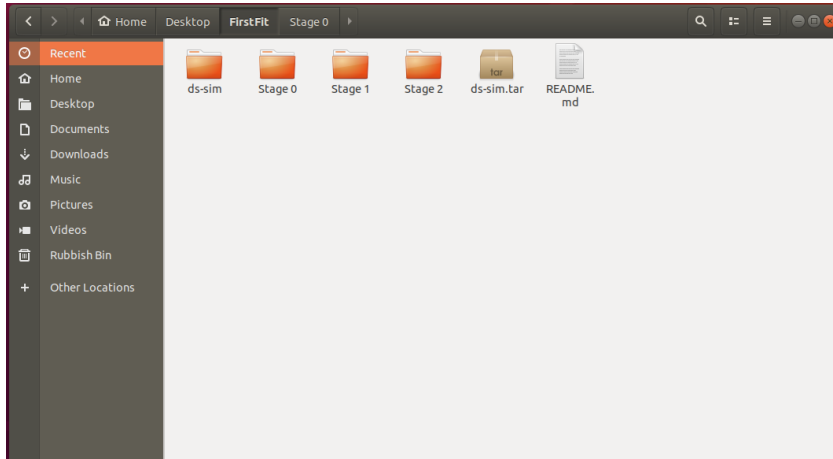 Home Desktop FirstFit Stage 0
Recent
Home
Desktop
Documents
Downloads
Music
Pictures
Videos
Rubbish Bin
Other Locations
ds-sim Stage 0 Stage 1 Stage 2 ds-sim.tar README.
md
tar